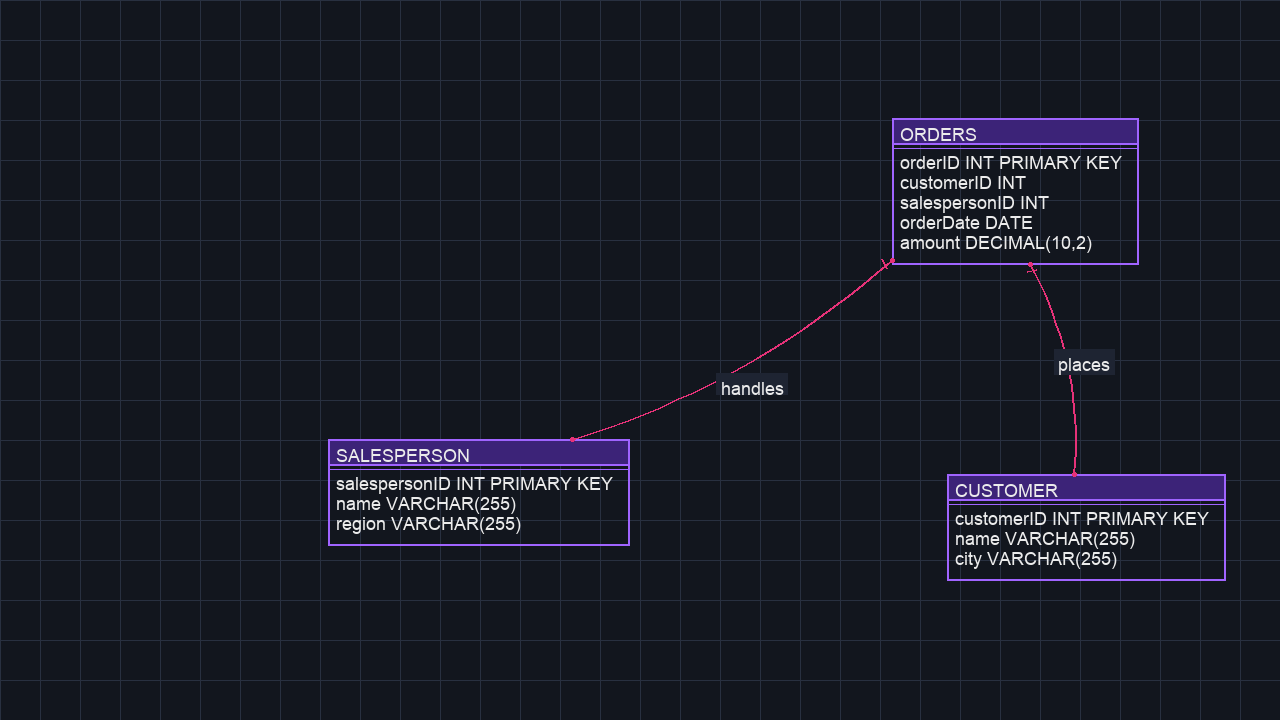 ORDERS
orderID INT PRIMARY KEY
customerID INT
salespersonID INT
orderDate DATE
amount DECIMAL(10,2)
places
handles
SALESPERSON
salespersonID INT PRIMARY KEY
name VARCHAR(255)
region VARCHAR(255)
CUSTOMER
customerID INT PRIMARY KEY
name VARCHAR(255)
city VARCHAR(255)